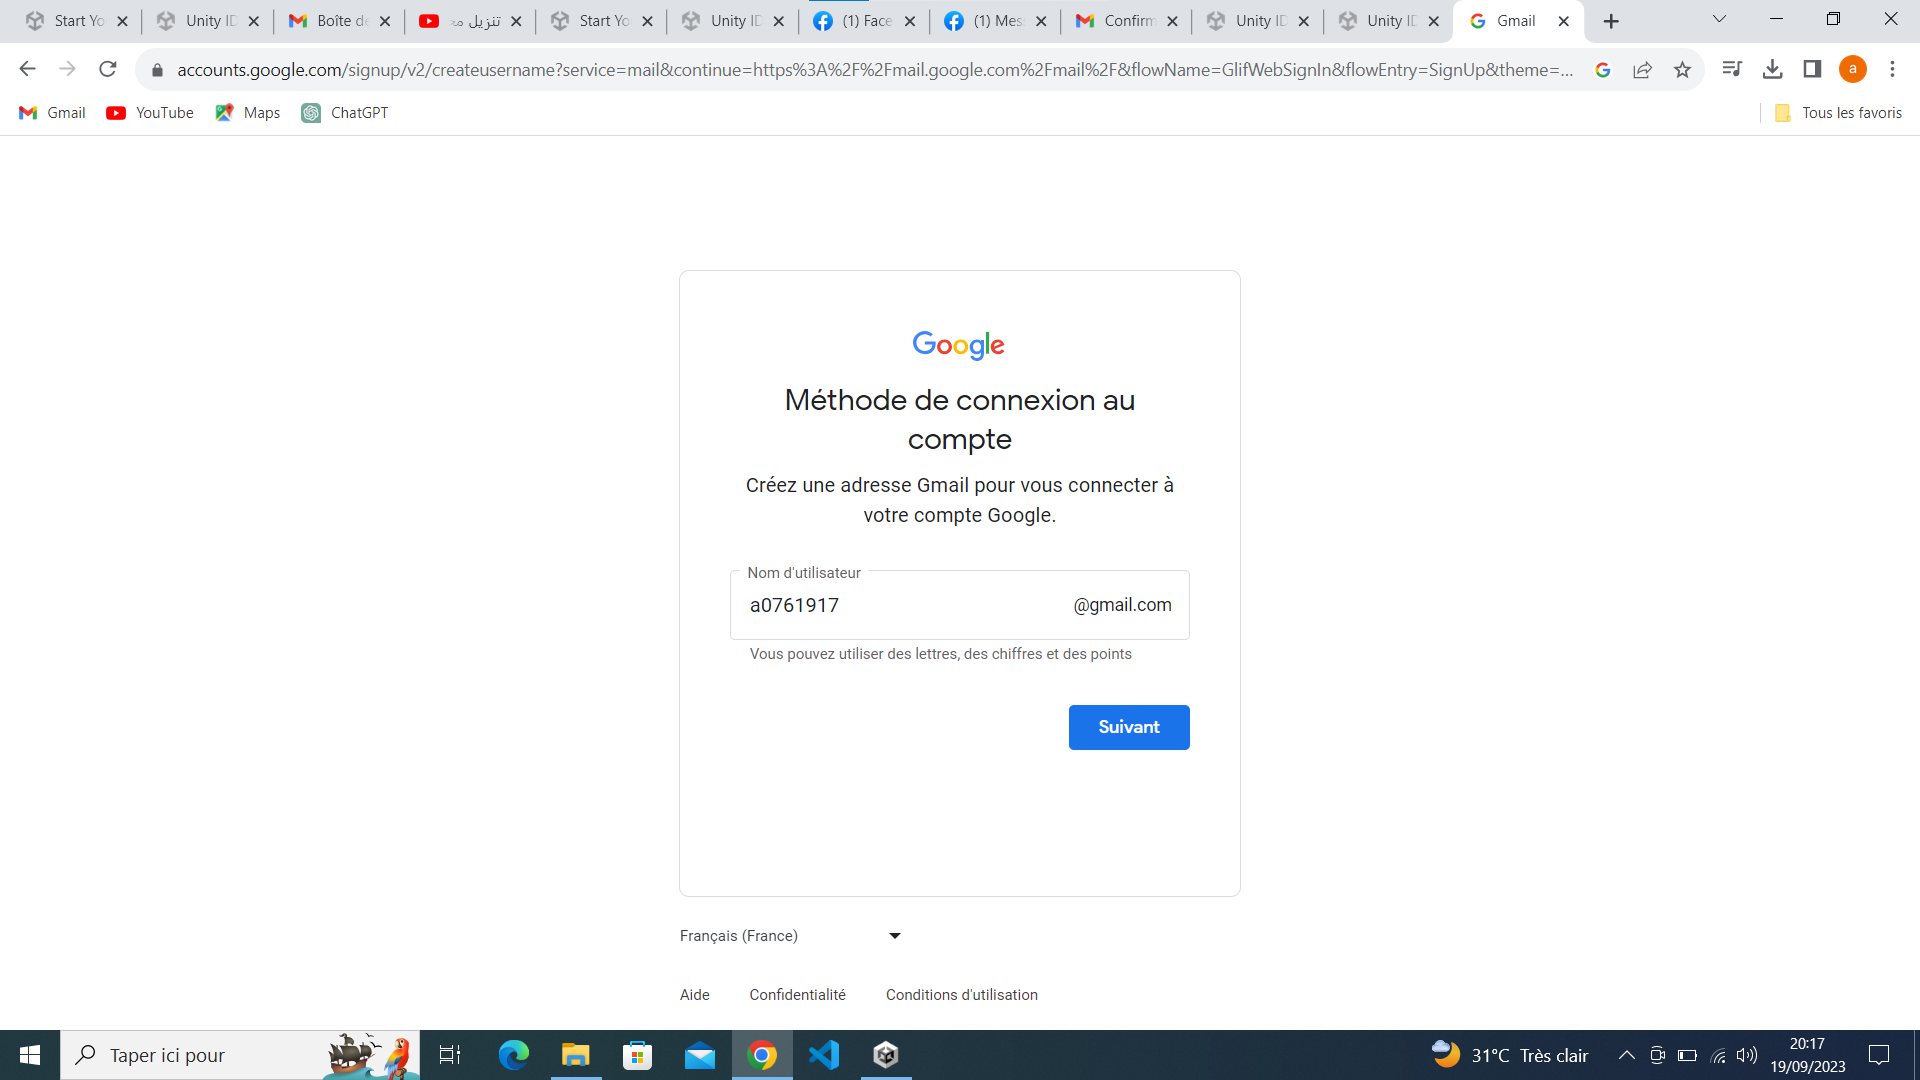 Start Yo
Unity ID
Boîte de
تنزيل مح
Start Yo
Unity ID
(1) Face
(1) Mess
Confirm
Unity ID
Unity ID
Gmail
accounts.google.com/signup/v2/createusername?service=mail&continue=https%3A%2F%2Fmail.google.com%2Fmail%2F&flowName=GlifWebSignIn&flowEntry=SignUp&theme=...
a
Gmail
YouTube
Maps
ChatGPT
Tous les favoris
Google
Méthode de connexion au
compte
Créez une adresse Gmail pour vous connecter à
votre compte Google.
Nom d'utilisateur
a0761917
@gmail.com
Vous pouvez utiliser des lettres, des chiffres et des points
Suivant
Français (France)
Aide
Confidentialité
Conditions d'utilisation
Taper ici pour
31°C Très clair
20:17
19/09/2023